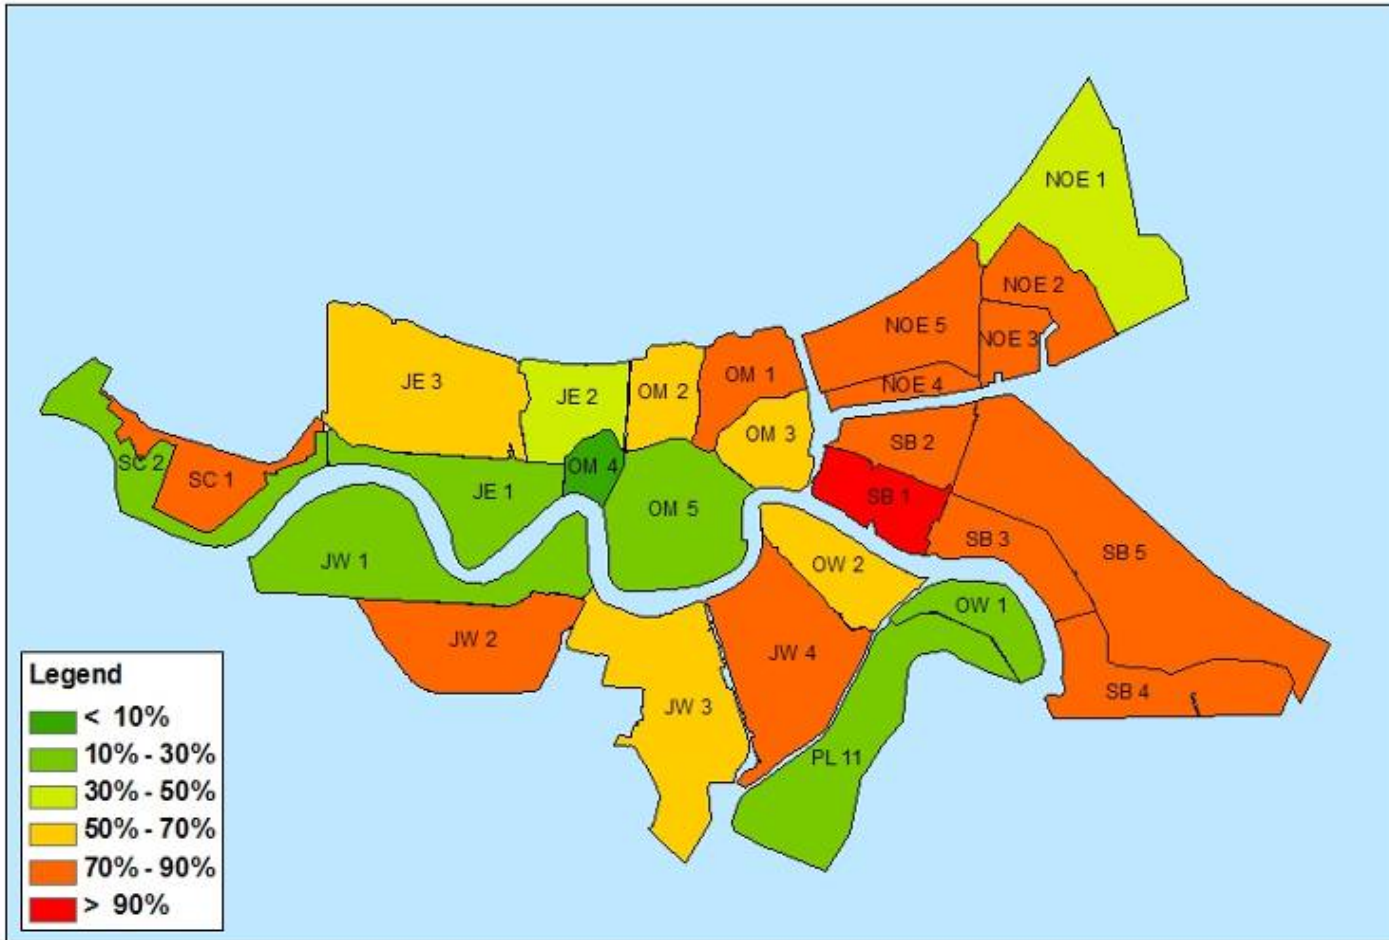 NOE 1
NOE 2
NOE 5
NOE 3
JE 3
OM 1
NOE 4
JE 2
OM 2
OM 3
SB 2
SC 2
OM 4
SC 1
JE 1
SB 1
OM 5
SB 3
SB 5
JW 1
OW 2
OW 1
JW 2
JW 4
SB 4
JW 3
PL 11
Legend
< 10%
10% - 30%
30% - 50%
50% - 70%
70% - 90%
> 90%